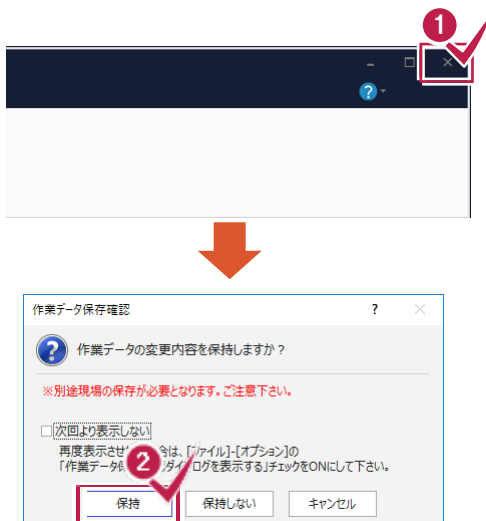 1
?
作業データ保存確認 ?
? 作業データの変更内容を保持しますか？
※別途現場の保存が必要となります。ご注意下さい。
次回より表示しない
再度表示させ 合は、[ファイル]-[オプション]の
「作業データ ダイアログを表示する」チェックをONにして下さい。
2
保持 保持しない キャンセル